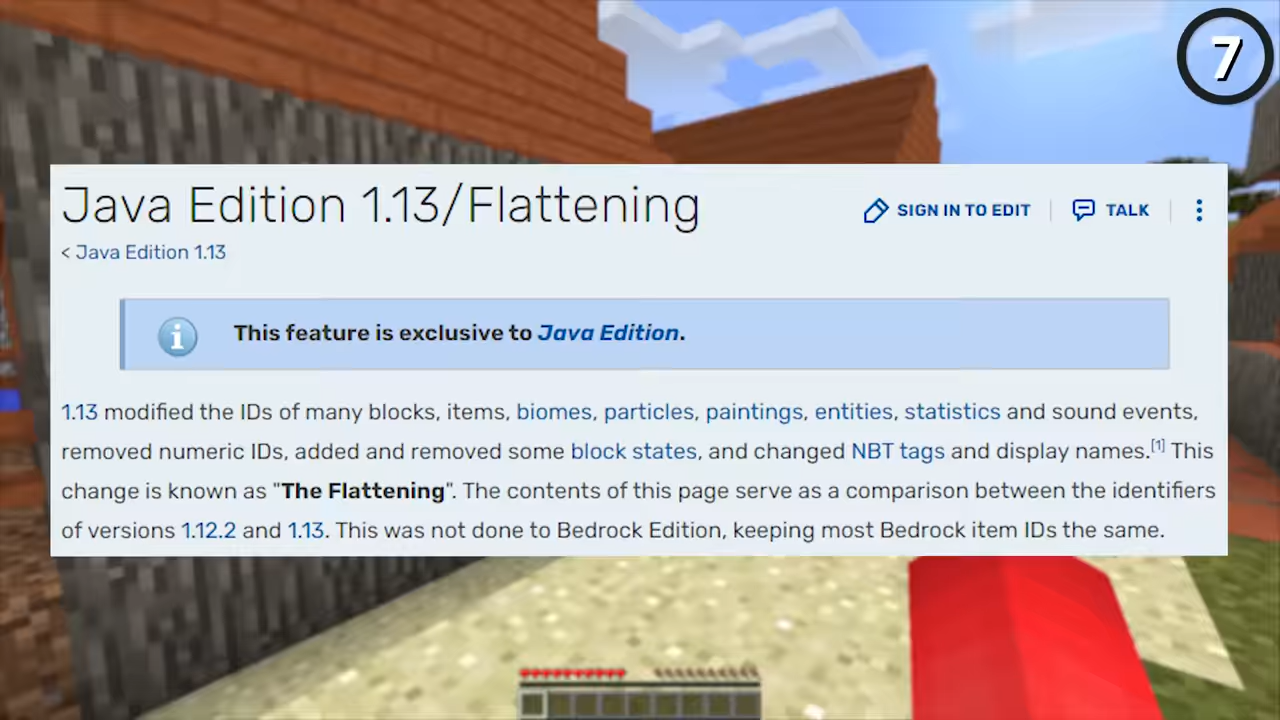 7
Java Edition 1.13/Flattening
SIGN IN TO EDIT
TALK
< Java Edition 1.13
This feature is exclusive to Java Edition.
1.13 modified the IDs of many blocks, items, biomes, particles, paintings, entities, statistics and sound events,
removed numeric IDs, added and removed some block states, and changed NBT tags and display names.[1] This
change is known as "The Flattening". The contents of this page serve as a comparison between the identifiers
of versions 1.12.2 and 1.13. This was not done to Bedrock Edition, keeping most Bedrock item IDs the same.